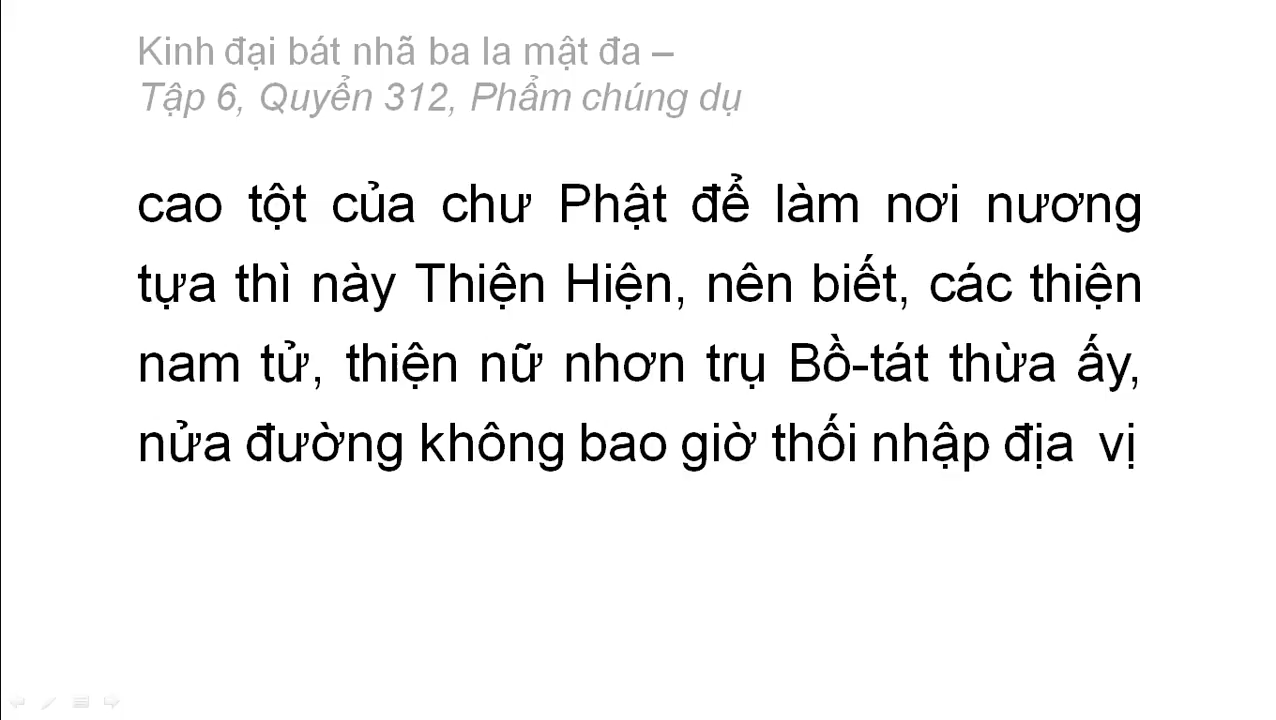 Kinh đại bát nhã ba la mật đa –
Tập 6, Quyển 312, Phẩm chúng dụ
cao tột của chư Phật để làm nơi nương
tựa thì này Thiện Hiện, nên biết, các thiện
nam tử, thiện nữ nhơn trụ Bồ-tát thừa ấy,
nửa đường không bao giờ thối nhập địa vị